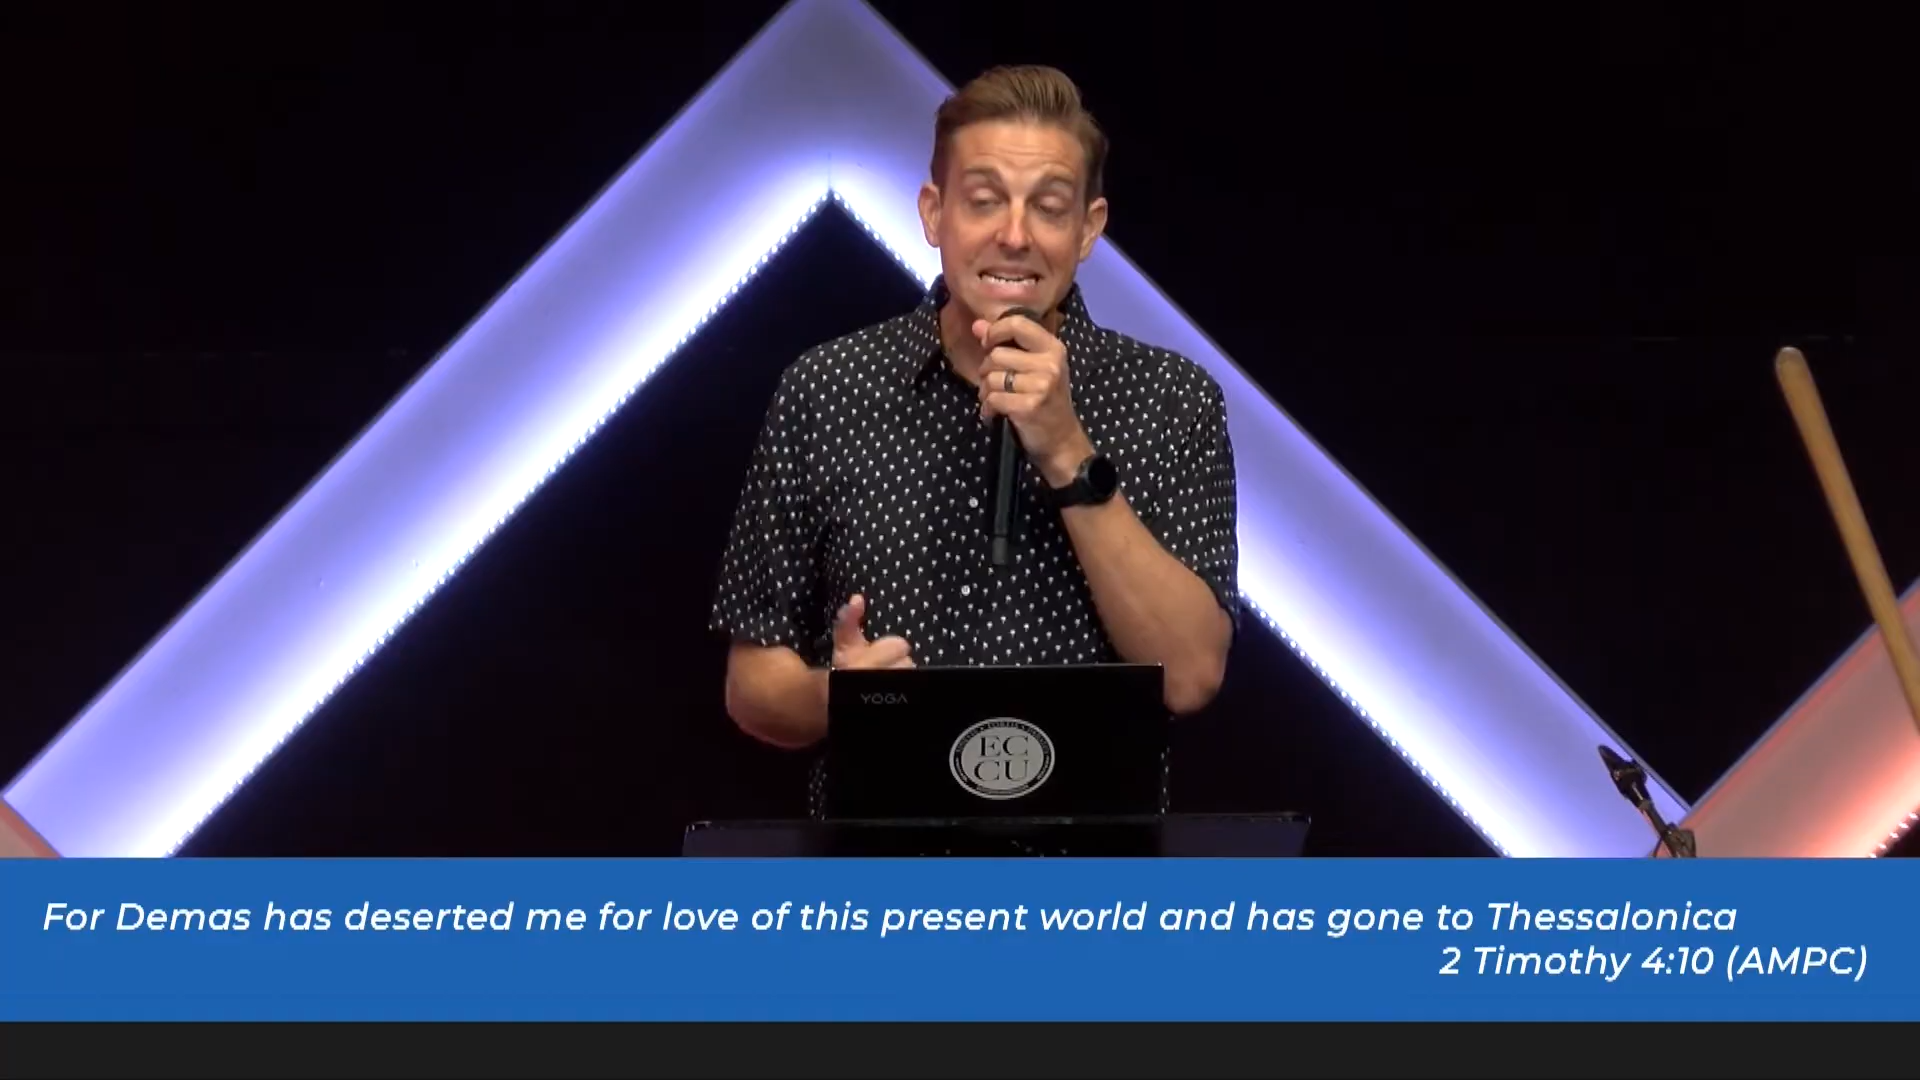 YOGA
EC
CU
For Demas has deserted me for love of this present world and has gone to Thessalonica
2 Timothy 4:10 (AMPC)